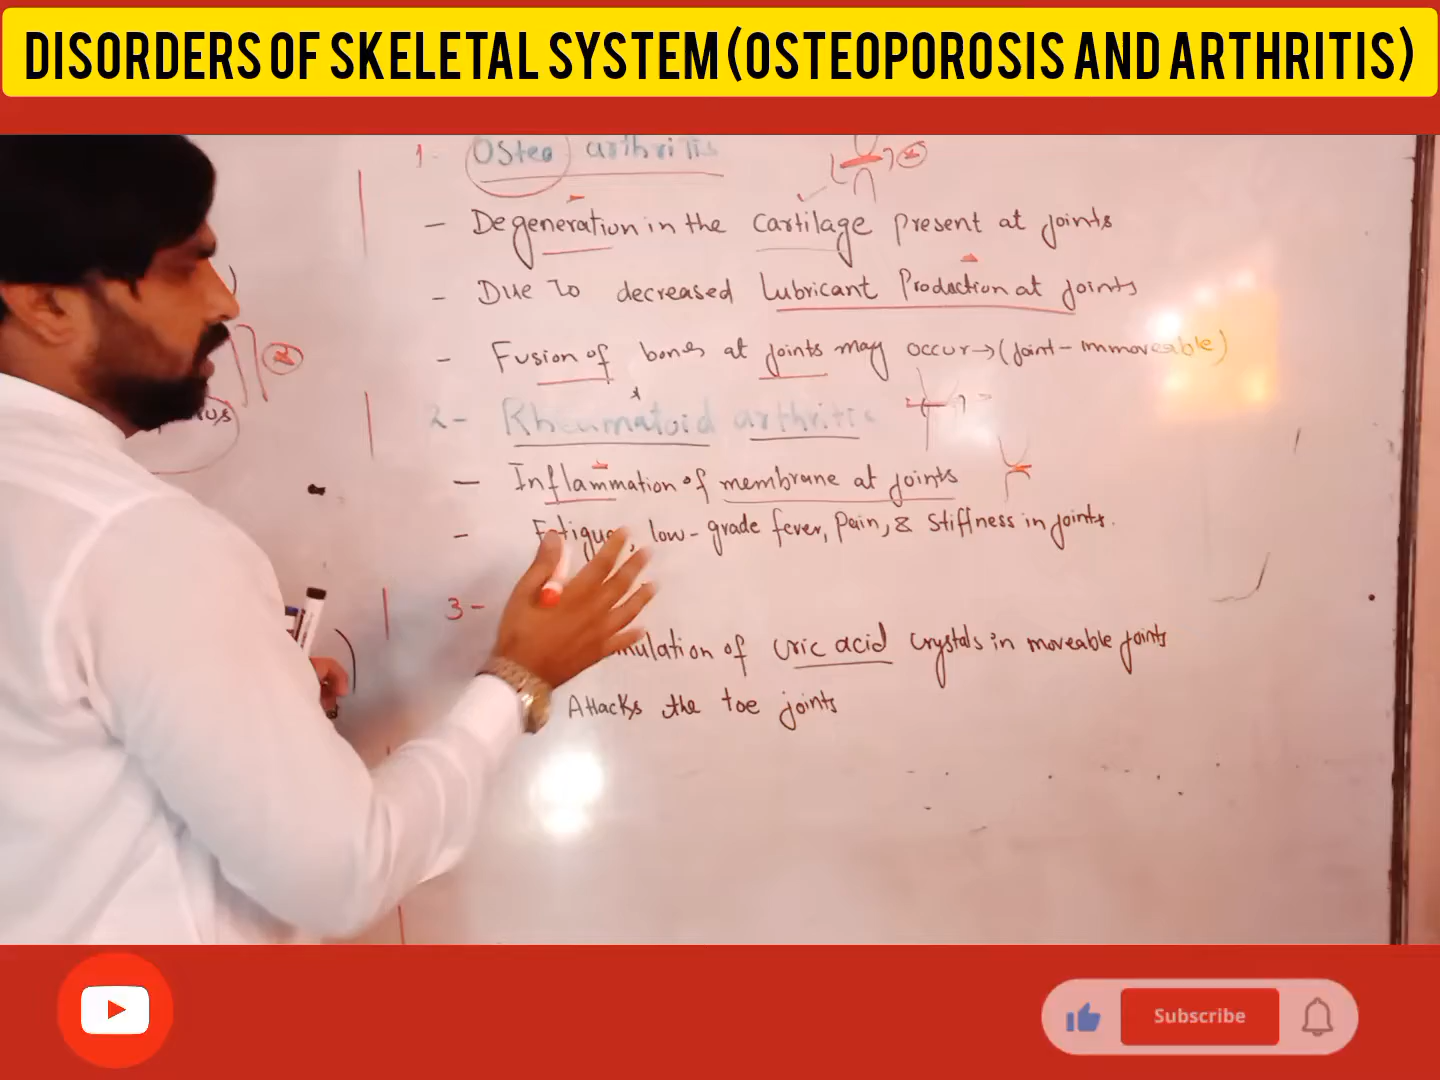 DISORDERS OF SKELETAL SYSTEM (OSTEOPOROSIS AND ARTHRITIS)
1- Osteo arthritis
- Degeneration in the cartilage present at joints
- Due to decreased Lubricant Production at joints
- Fusion of bones at joints may occur → (joint-immoveable)
2- Rheumatoid arthritis
- Inflammation of membrane at joints
- Fatigue, low-grade fever, Pain, & Stiffness in joints.
3-
mulation of uric acid crystals in moveable joints
Attacks the toe joints
Subscribe